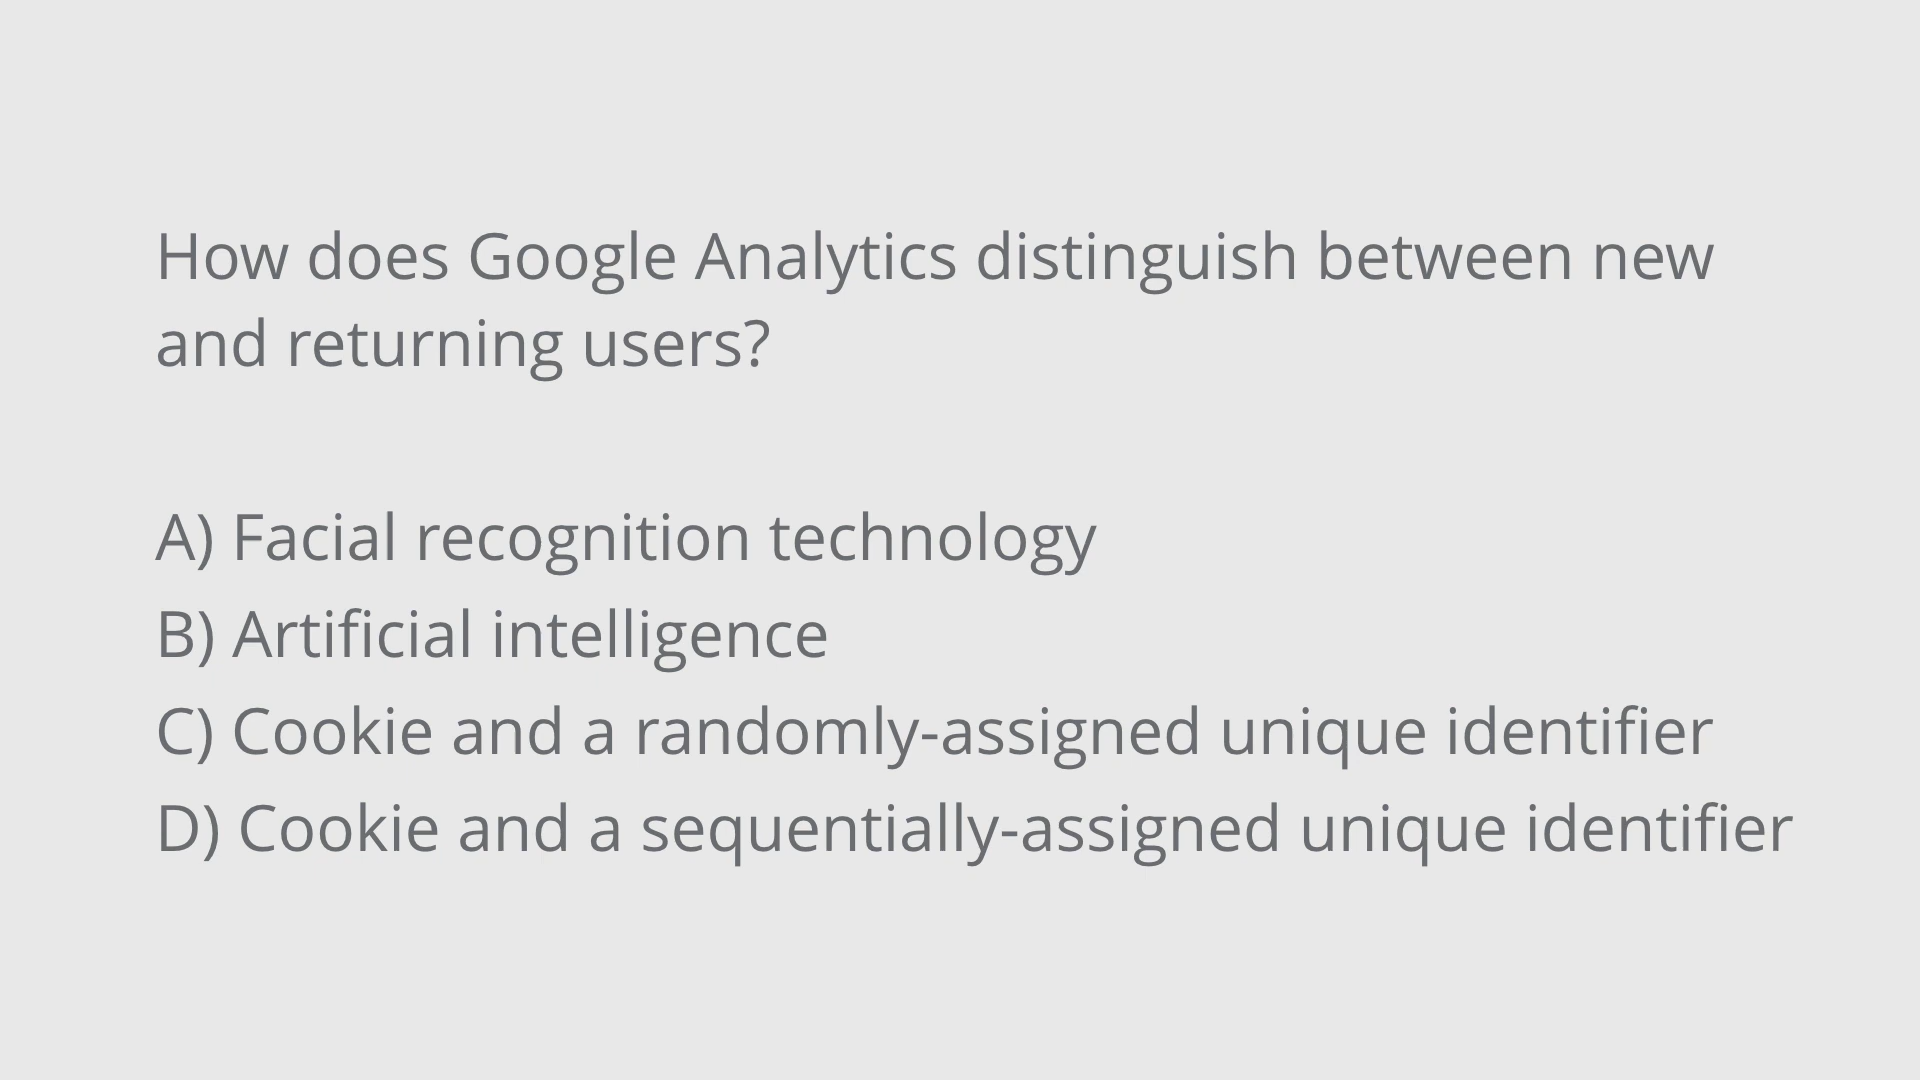 How does Google Analytics distinguish between new
and returning users?
A) Facial recognition technology
B) Artificial intelligence
C) Cookie and a randomly-assigned unique identifier
D) Cookie and a sequentially-assigned unique identifier